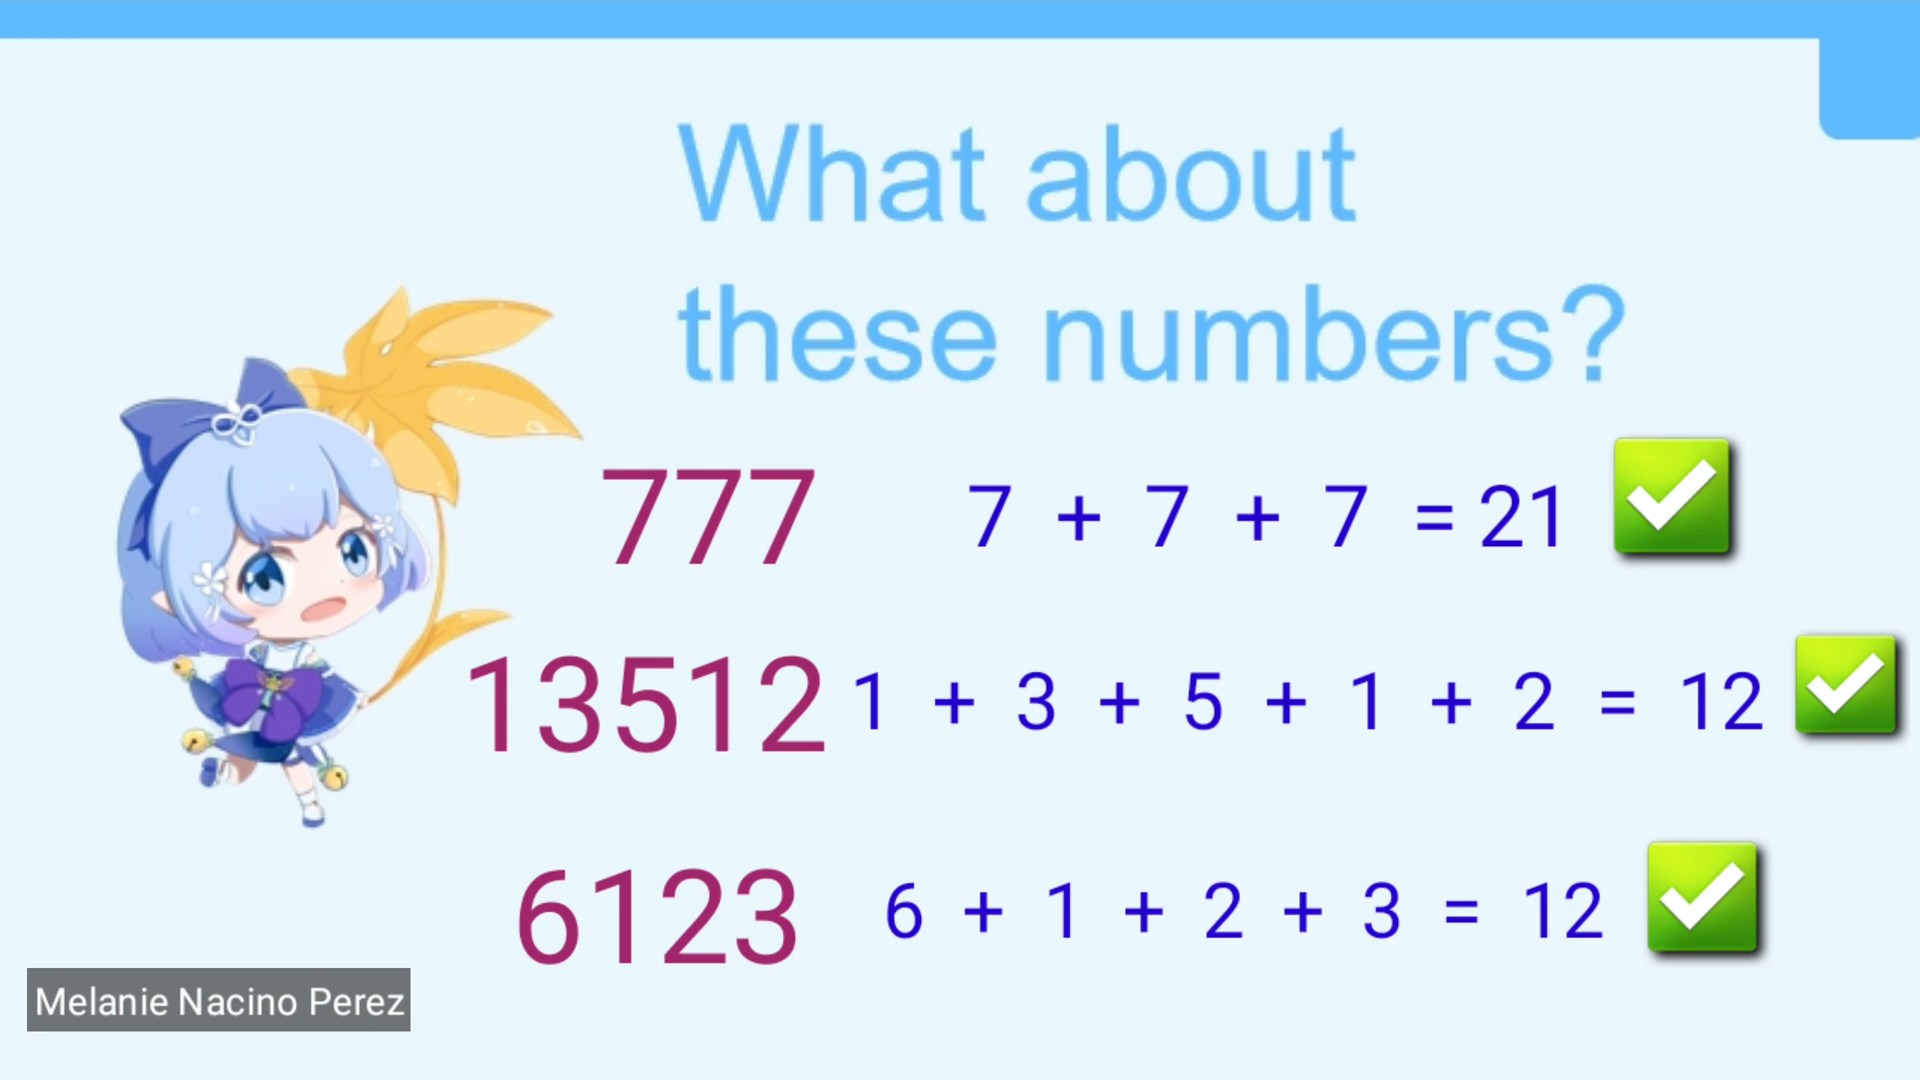 What about
these numbers?
777 7 + 7 + 7 = 21
13512 1 + 3 + 5 + 1 + 2 = 12
6123 6 + 1 + 2 + 3 = 12
Melanie Nacino Perez